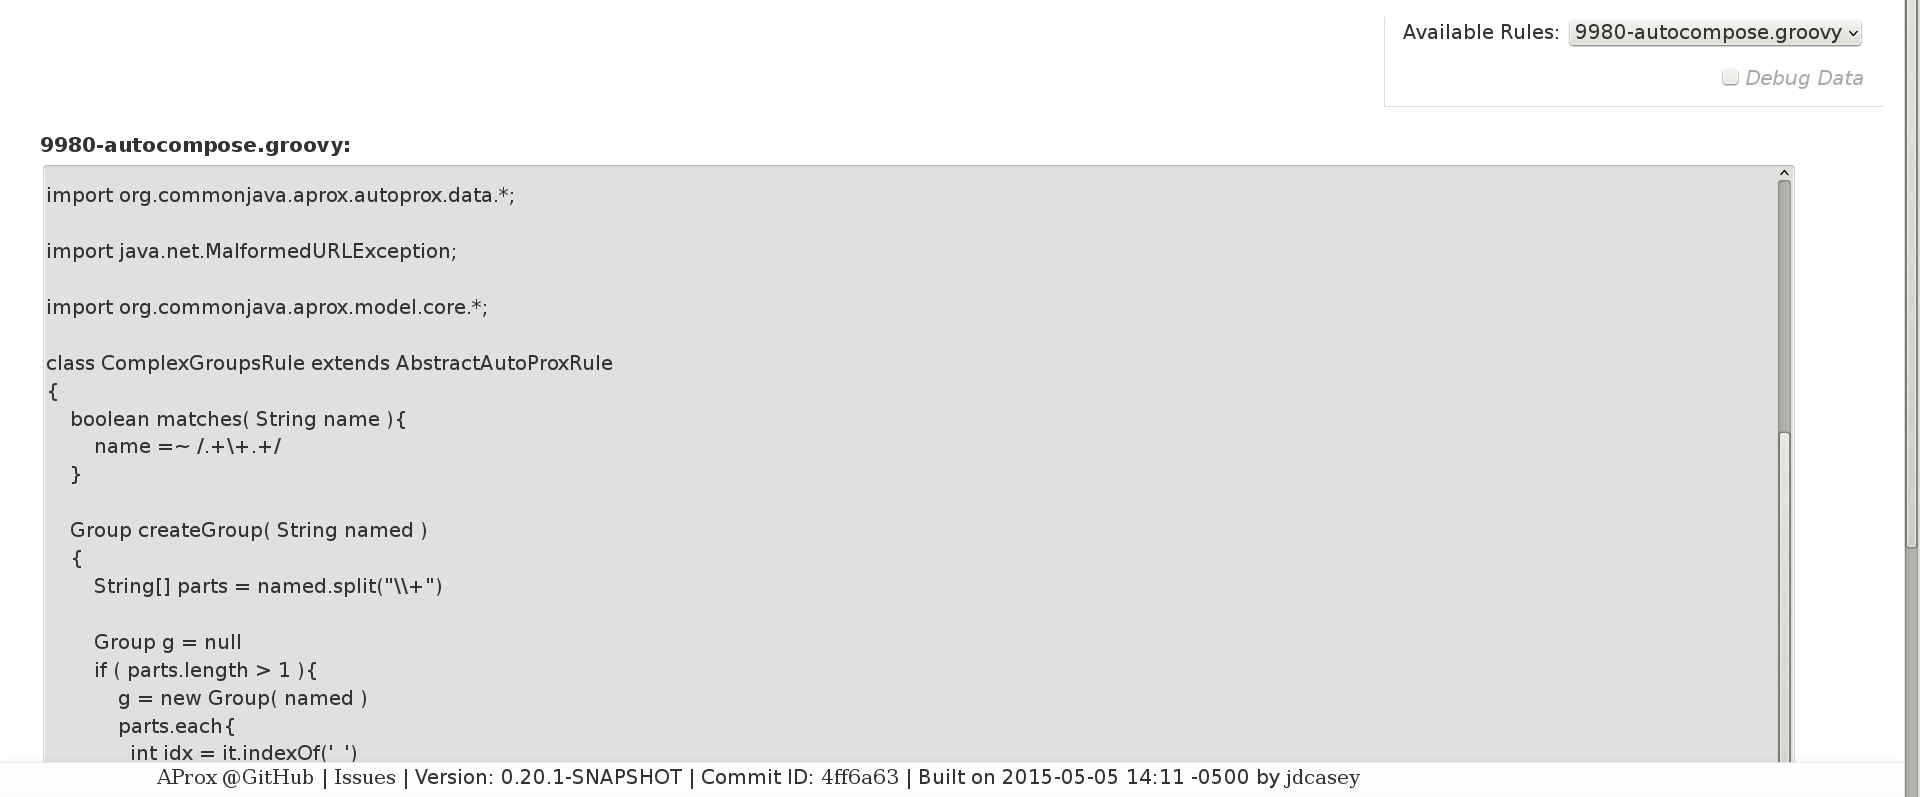 Available Rules: 9980-autocompose.groovy
Debug Data
9980-autocompose.groovy:
import org.commonjava.aprox.autoprox.data.*;
import java.net.MalformedURLException;
import org.commonjava.aprox.model.core.*;
class ComplexGroupsRule extends AbstractAutoProxRule
{
boolean matches( String name ){
name =~ /.+\+.+/
}
Group createGroup( String named )
{
String[] parts = named.split("\\+")
Group g = null
if ( parts.length > 1 ){
g = new Group( named )
parts.each{
int idx = it.indexOf('_')
AProx @GitHub | Issues | Version: 0.20.1-SNAPSHOT | Commit ID: 4ff6a63 | Built on 2015-05-05 14:11 -0500 by jdcasey